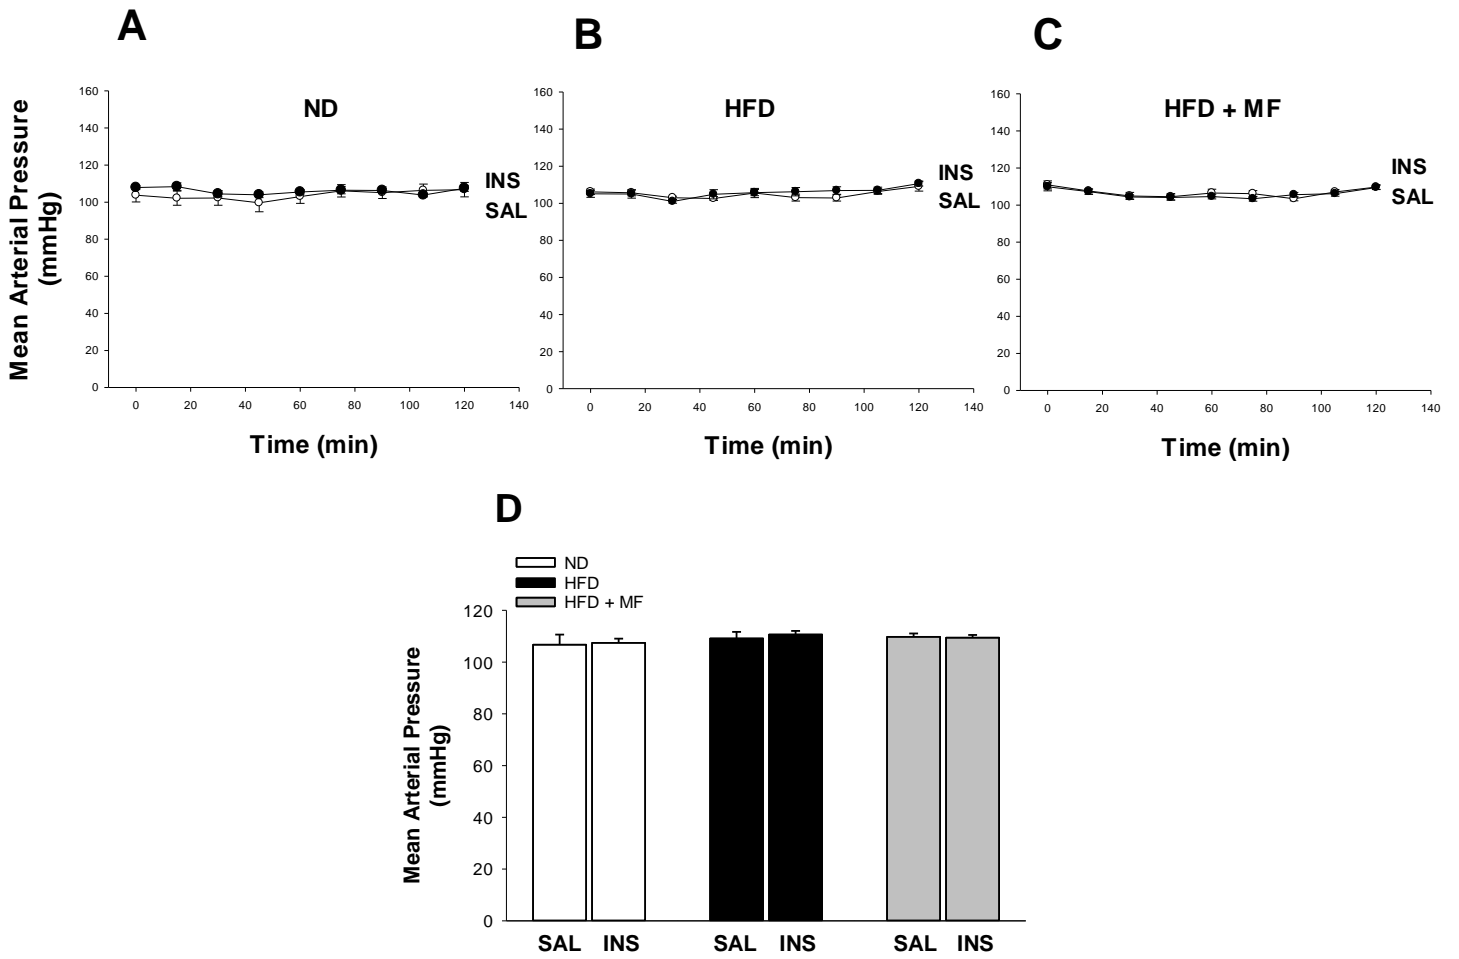 A
B
C
Mean Arterial Pressure
(mmHg)
160
140
120
100
80
60
40
20
0
ND
INS
SAL
0 20 40 60 80 100 120 140
Time (min)
160
140
120
100
80
60
40
20
0
HFD
INS
SAL
0 20 40 60 80 100 120 140
Time (min)
160
140
120
100
80
60
40
20
0
HFD + MF
INS
SAL
0 20 40 60 80 100 120 140
Time (min)
D
ND
HFD
HFD + MF
Mean Arterial Pressure
(mmHg)
120
100
80
60
40
20
0
SAL INS SAL INS SAL INS